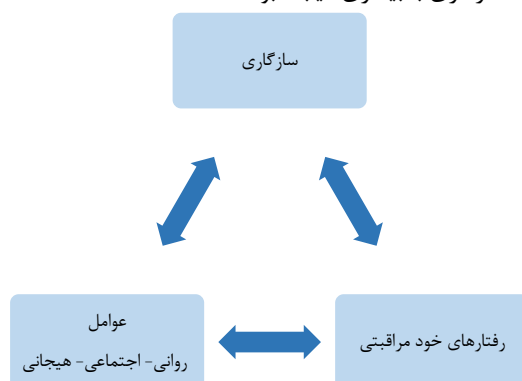 سازگاری
رفتارهای خود مراقبتی
عوامل
روانی- اجتماعی- هیجانی